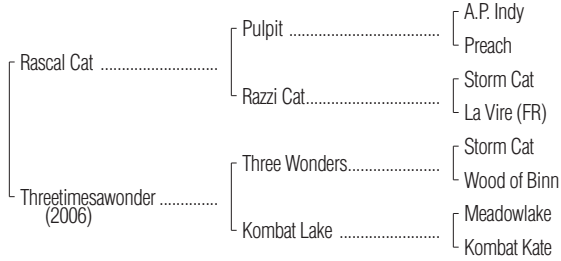 A.P. Indy
Pulpit ..................................
Preach
Rascal Cat ...........................
Storm Cat
Razzi Cat...............................
La Vire (FR)
Storm Cat
Three Wonders.....................
Wood of Binn
Threetimesawonder .............
(2006)
Meadowlake
Kombat Lake .......................
Kombat Kate